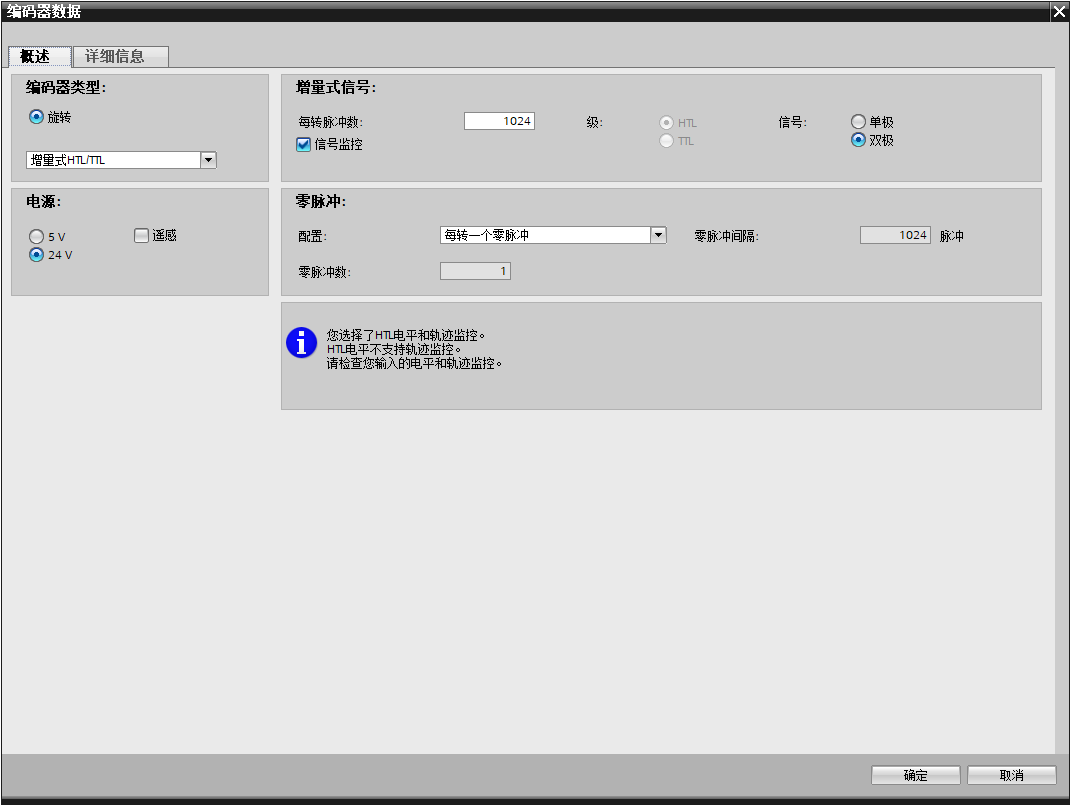 编码器数据
概述
详细信息
编码器类型:
旋转
增量式HTL/TTL
增量式信号:
每转脉冲数: 1024 级: HTL 信号: 单极
信号监控 TTL 双极
电源:
5 V 遥感
24 V
零脉冲:
配置: 每转一个零脉冲 零脉冲间隔: 1024 脉冲
零脉冲数: 1
您选择了HTL电平和轨迹监控。
HTL电平不支持轨迹监控。
请检查您输入的电平和轨迹监控。
确定 取消